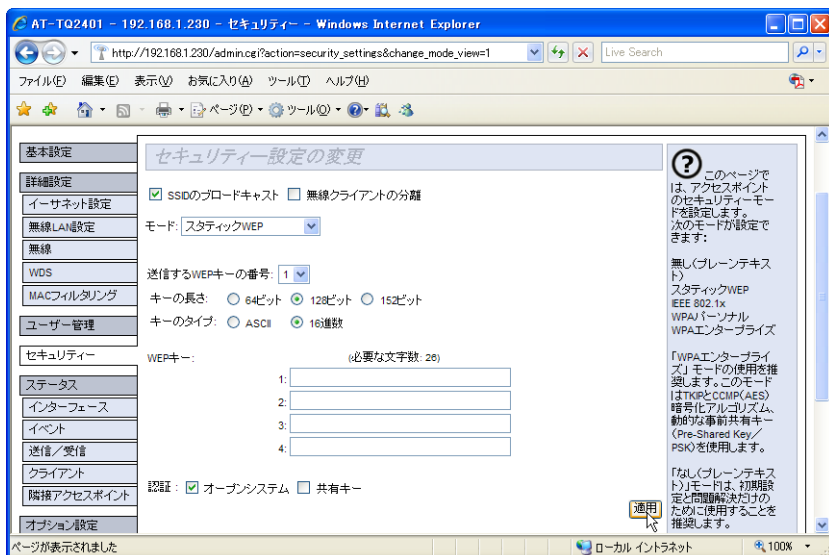 AT-TQ2401 - 192.168.1.230 - セキュリティー - Windows Internet Explorer
http://192.168.1.230/admin.cgi?action=security_settings&change_mode_view=1
Live Search
ファイル(F) 編集(E) 表示(V) お気に入り(A) ツール(T) ヘルプ(H)
ページ(P) ツール(O)
基本設定
詳細設定
イーサネット設定
無線LAN設定
無線
WDS
MACフィルタリング
ユーザー管理
セキュリティー
ステータス
インターフェース
イベント
送信／受信
クライアント
隣接アクセスポイント
オプション設定
セキュリティー設定の変更
SSIDのブロードキャスト 無線クライアントの分離
モード: スタティックWEP
送信するWEPキーの番号: 1
キーの長さ: 64ビット 128ビット 152ビット
キーのタイプ: ASCII 16進数
WEPキー: (必要な文字数: 26)
1:
2:
3:
4:
認証 : オープンシステム 共有キー
適用
? このページで
は、アクセスポイント
のセキュリティーモー
ドを設定します。
次のモードが設定で
きます:
無し(プレーンテキス
ト)
スタティックWEP
IEEE 802.1x
WPAパーソナル
WPAエンタープライズ
「WPAエンタープライ
ズ」モードの使用を推
奨します。このモード
はTKIPとCCMP(AES)
暗号化アルゴリズム、
動的な事前共有キー
(Pre-Shared Key／
PSK)を使用します。
「なし(プレーンテキス
ト)」モードは、初期設
定と問題解決だけの
ために使用することを
推奨します。
ページが表示されました
ローカル イントラネット
100%